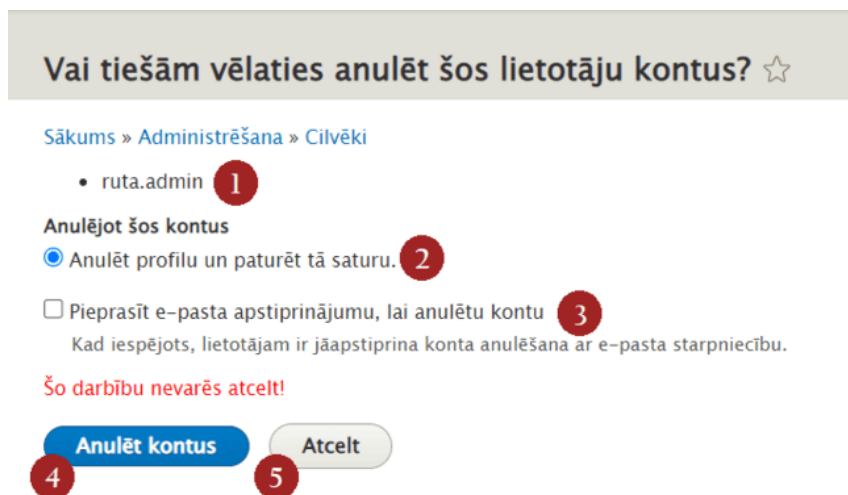 Vai tiešām vēlaties anulēt šos lietotāju kontus?
Sākums » Administrēšana » Cilvēki
• ruta.admin 1
Anulējot šos kontus
Anulēt profilu un paturēt tā saturu. 2
Pieprasīt e-pasta apstiprinājumu, lai anulētu kontu 3
Kad iespējots, lietotājam ir jāapstiprina konta anulēšana ar e-pasta starpniecību.
Šo darbību nevarēs atcelt!
Anulēt kontus Atcelt
4 5